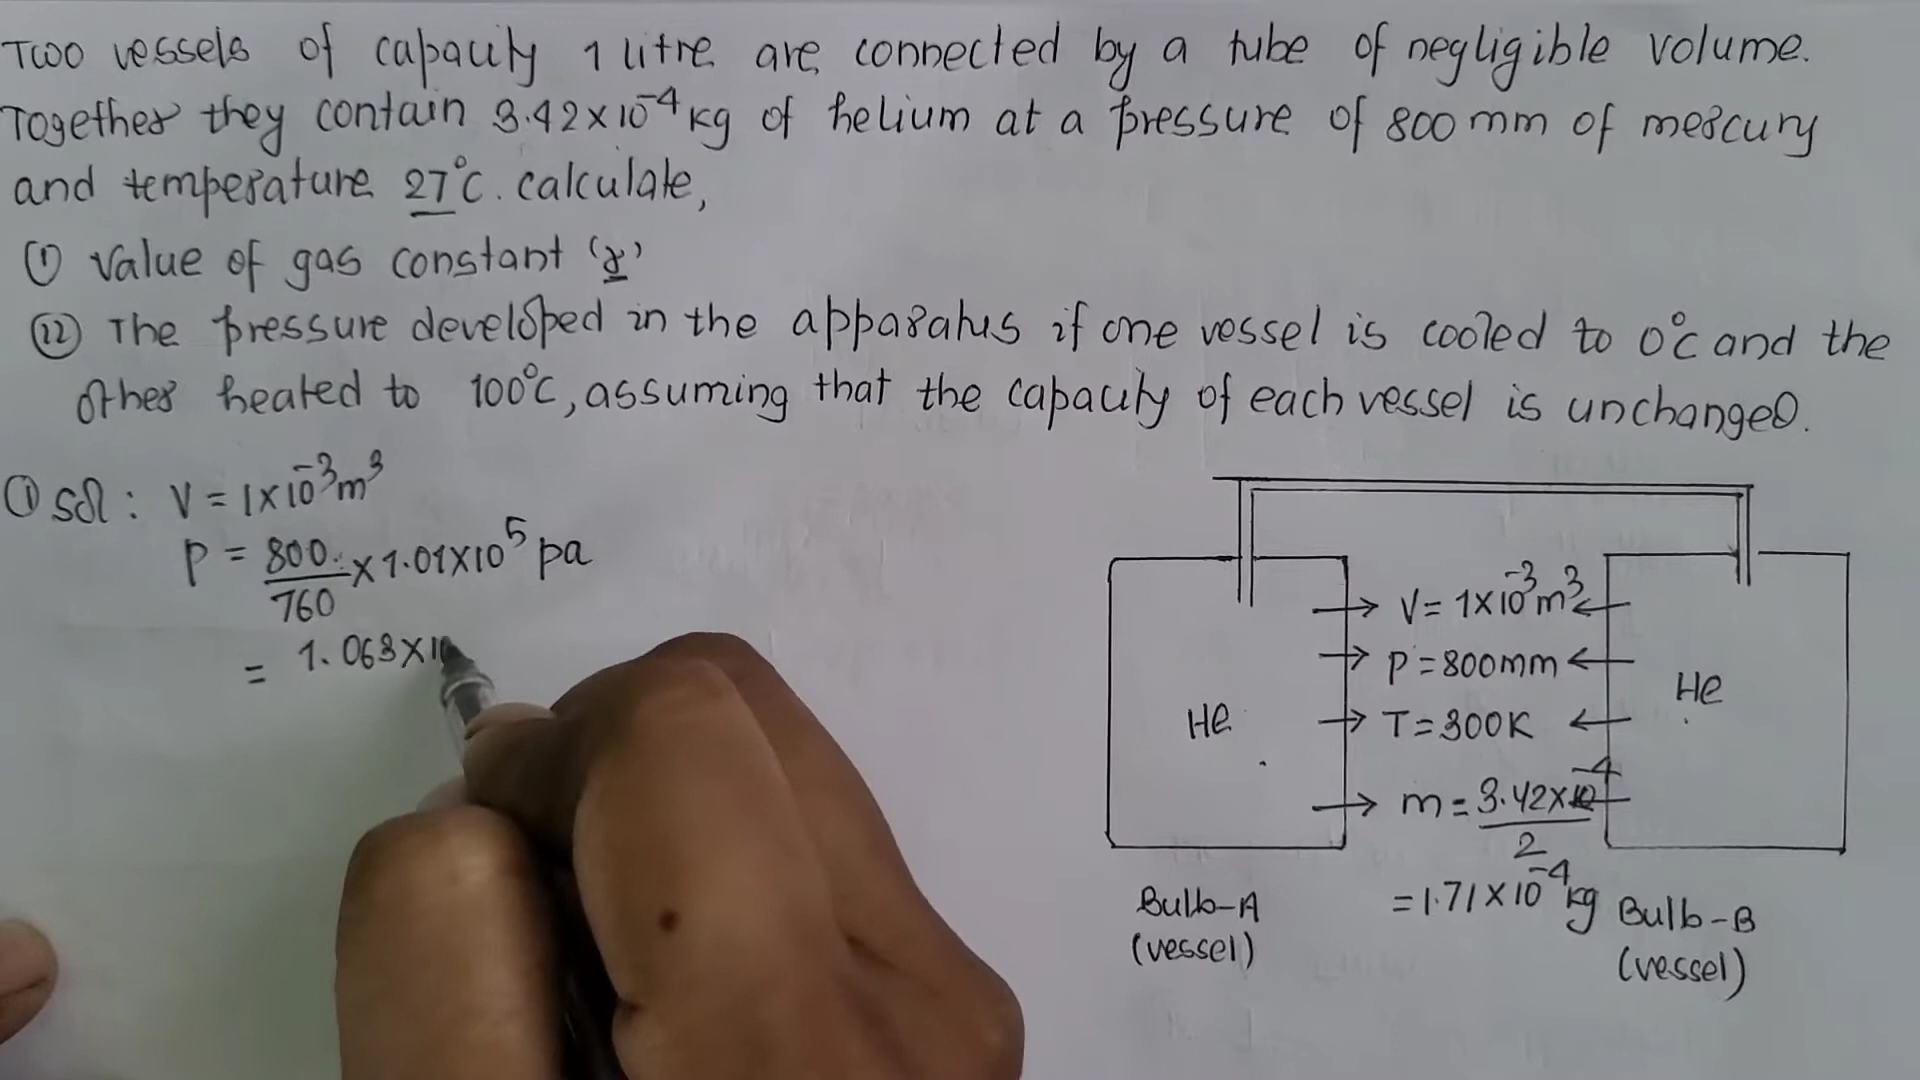 Two vessels of capacity 1 litre are connected by a tube of negligible volume.
Together they contain 3.42×10⁻⁴ kg of helium at a pressure of 800 mm of mercury
and temperature 27°C. calculate,
(1) value of gas constant 'r'
(12) The pressure developed in the apparatus if one vessel is cooled to 0°C and the
other heated to 100°C, assuming that the capacity of each vessel is unchanged.
(1) sol: V = 1×10⁻³m³
P = 800/760 × 1.01×10⁵ pa
= 1.063×10
→ V = 1×10⁻³m³ ←
→ P = 800mm ←
→ T = 300K ←
→ m = 3.42×10⁻⁴/2 ←
= 1.71×10⁻⁴ kg
He
He
Bulb-A
(vessel)
Bulb-B
(vessel)